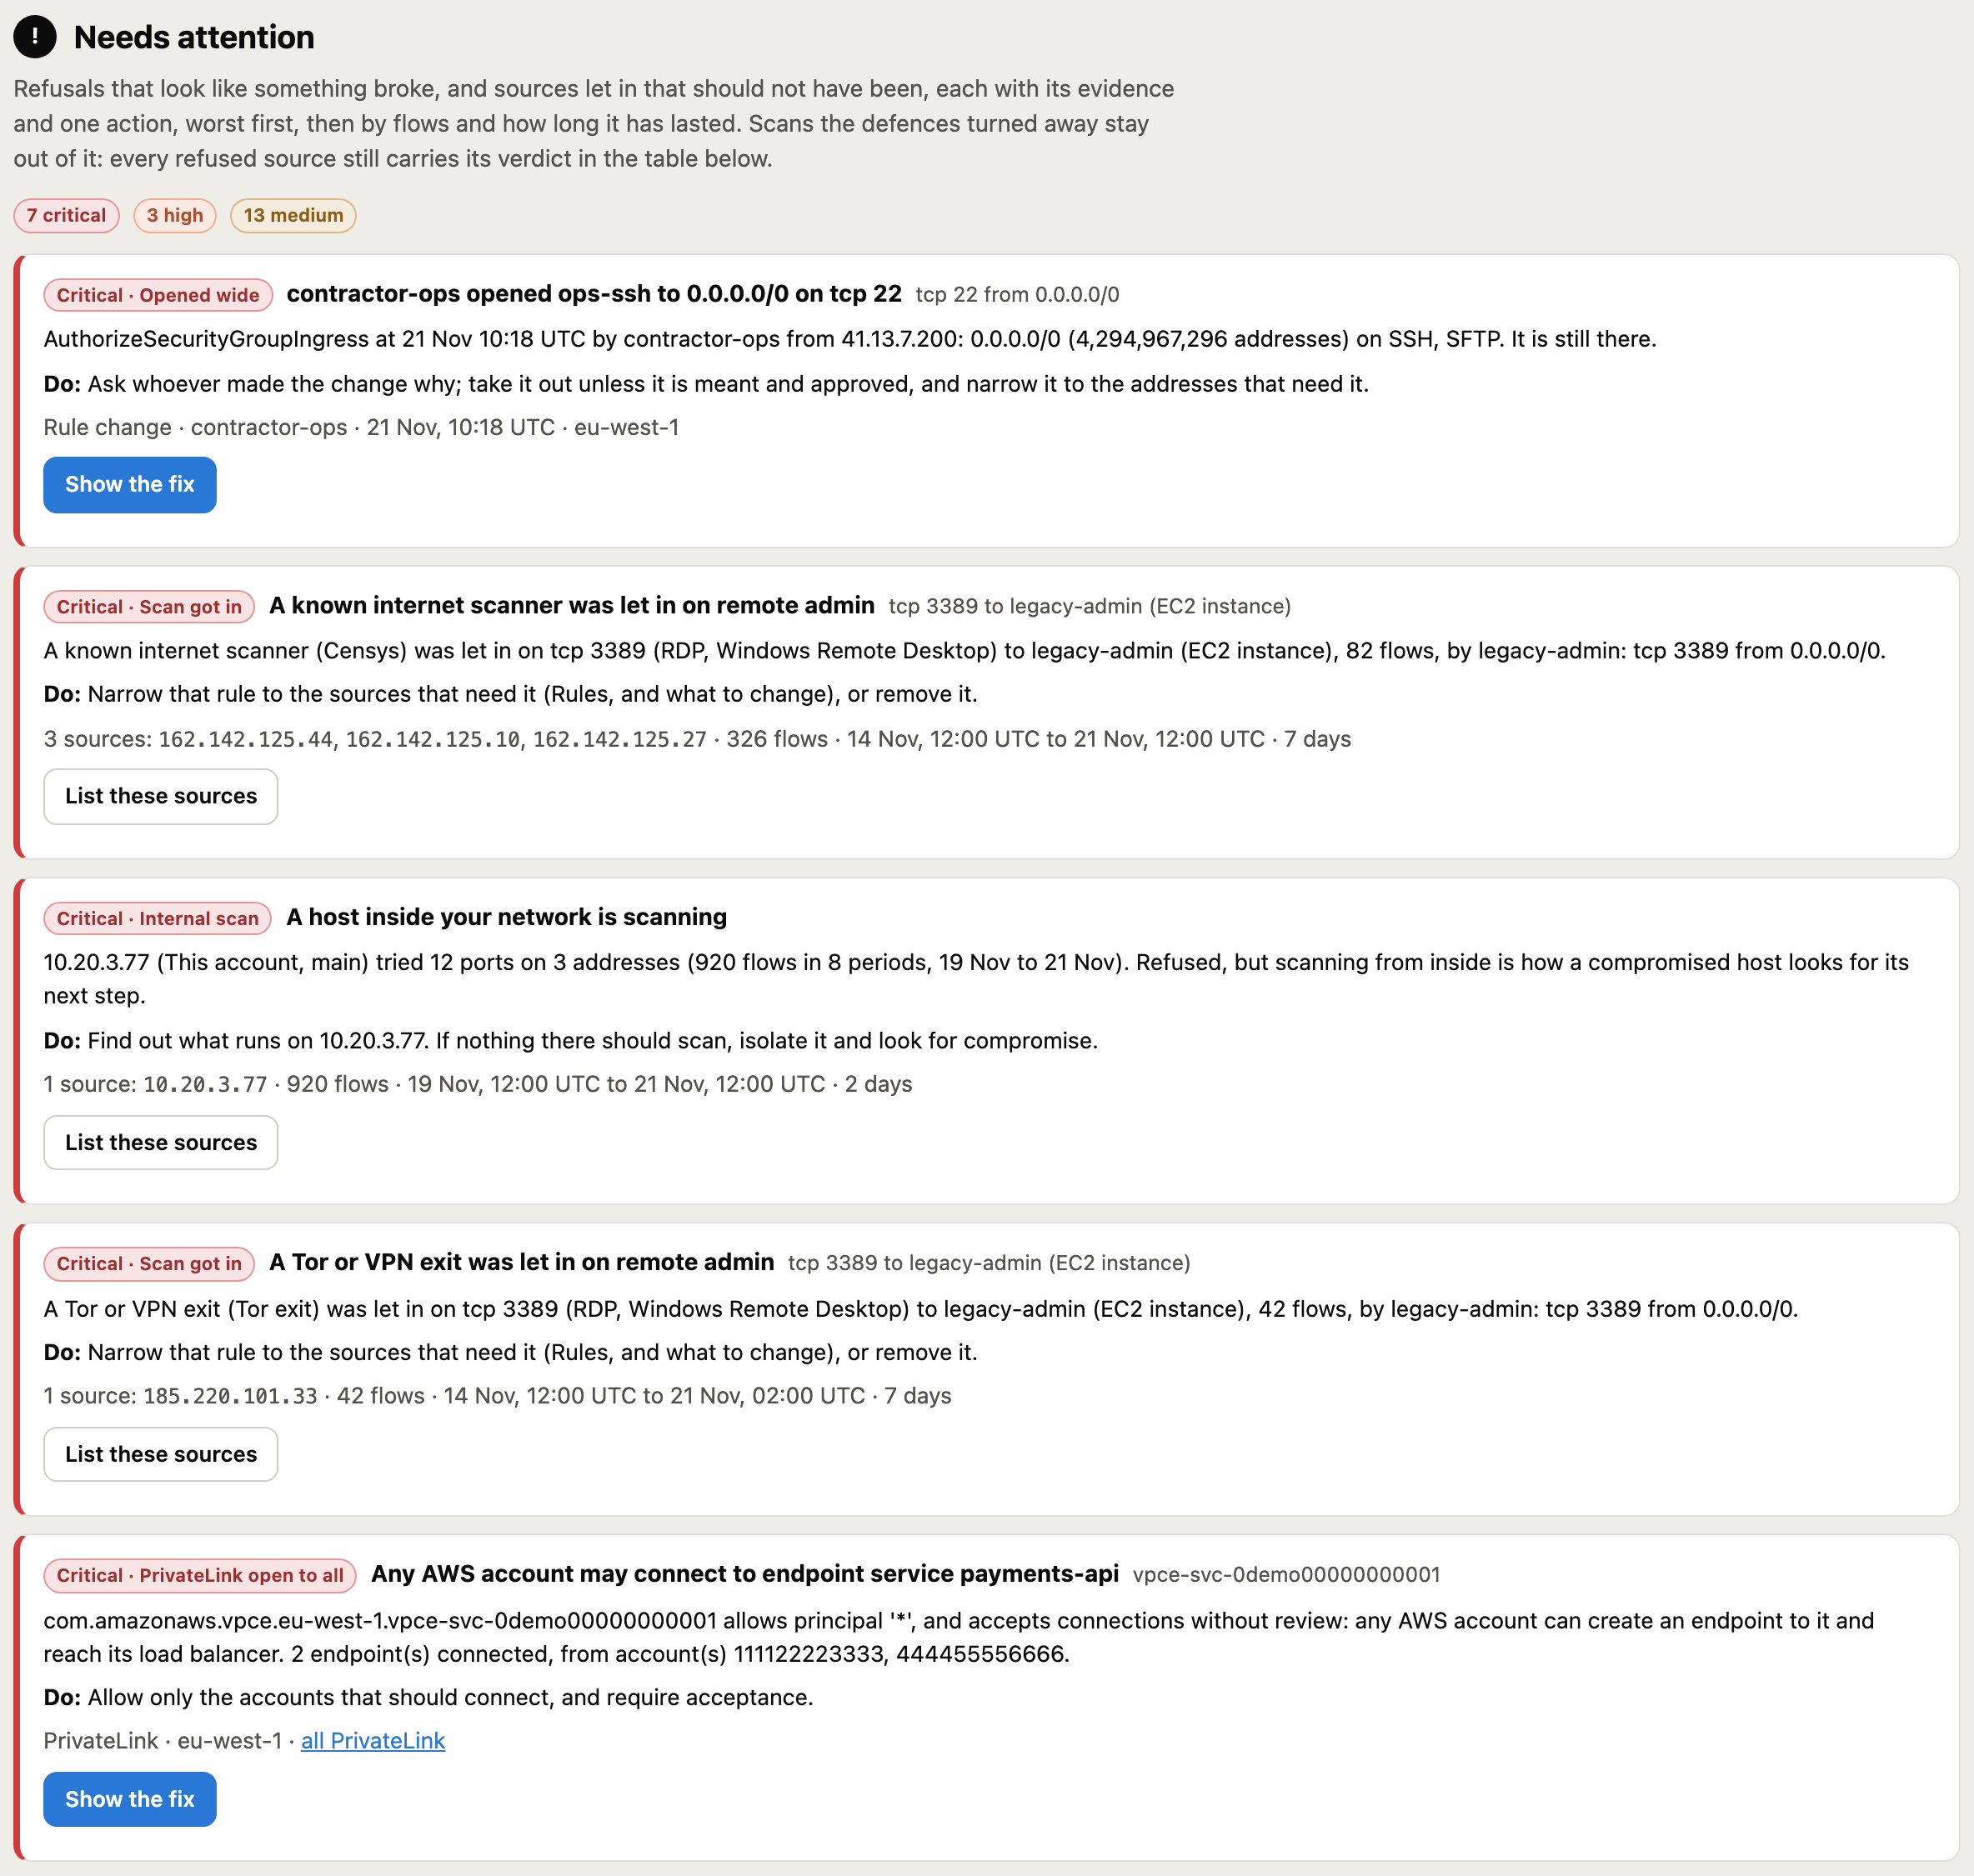 ! Needs attention
Refusals that look like something broke, and sources let in that should not have been, each with its evidence
and one action, worst first, then by flows and how long it has lasted. Scans the defences turned away stay
out of it: every refused source still carries its verdict in the table below.
7 critical 3 high 13 medium
Critical · Opened wide contractor-ops opened ops-ssh to 0.0.0.0/0 on tcp 22 tcp 22 from 0.0.0.0/0
AuthorizeSecurityGroupIngress at 21 Nov 10:18 UTC by contractor-ops from 41.13.7.200: 0.0.0.0/0 (4,294,967,296 addresses) on SSH, SFTP. It is still there.
Do: Ask whoever made the change why; take it out unless it is meant and approved, and narrow it to the addresses that need it.
Rule change · contractor-ops · 21 Nov, 10:18 UTC · eu-west-1
Show the fix
Critical · Scan got in A known internet scanner was let in on remote admin tcp 3389 to legacy-admin (EC2 instance)
A known internet scanner (Censys) was let in on tcp 3389 (RDP, Windows Remote Desktop) to legacy-admin (EC2 instance), 82 flows, by legacy-admin: tcp 3389 from 0.0.0.0/0.
Do: Narrow that rule to the sources that need it (Rules, and what to change), or remove it.
3 sources: 162.142.125.44, 162.142.125.10, 162.142.125.27 · 326 flows · 14 Nov, 12:00 UTC to 21 Nov, 12:00 UTC · 7 days
List these sources
Critical · Internal scan A host inside your network is scanning
10.20.3.77 (This account, main) tried 12 ports on 3 addresses (920 flows in 8 periods, 19 Nov to 21 Nov). Refused, but scanning from inside is how a compromised host looks for its
next step.
Do: Find out what runs on 10.20.3.77. If nothing there should scan, isolate it and look for compromise.
1 source: 10.20.3.77 · 920 flows · 19 Nov, 12:00 UTC to 21 Nov, 12:00 UTC · 2 days
List these sources
Critical · Scan got in A Tor or VPN exit was let in on remote admin tcp 3389 to legacy-admin (EC2 instance)
A Tor or VPN exit (Tor exit) was let in on tcp 3389 (RDP, Windows Remote Desktop) to legacy-admin (EC2 instance), 42 flows, by legacy-admin: tcp 3389 from 0.0.0.0/0.
Do: Narrow that rule to the sources that need it (Rules, and what to change), or remove it.
1 source: 185.220.101.33 · 42 flows · 14 Nov, 12:00 UTC to 21 Nov, 02:00 UTC · 7 days
List these sources
Critical · PrivateLink open to all Any AWS account may connect to endpoint service payments-api vpce-svc-0demo00000000001
com.amazonaws.vpce.eu-west-1.vpce-svc-0demo00000000001 allows principal '*', and accepts connections without review: any AWS account can create an endpoint to it and
reach its load balancer. 2 endpoint(s) connected, from account(s) 111122223333, 444455556666.
Do: Allow only the accounts that should connect, and require acceptance.
PrivateLink · eu-west-1 · all PrivateLink
Show the fix